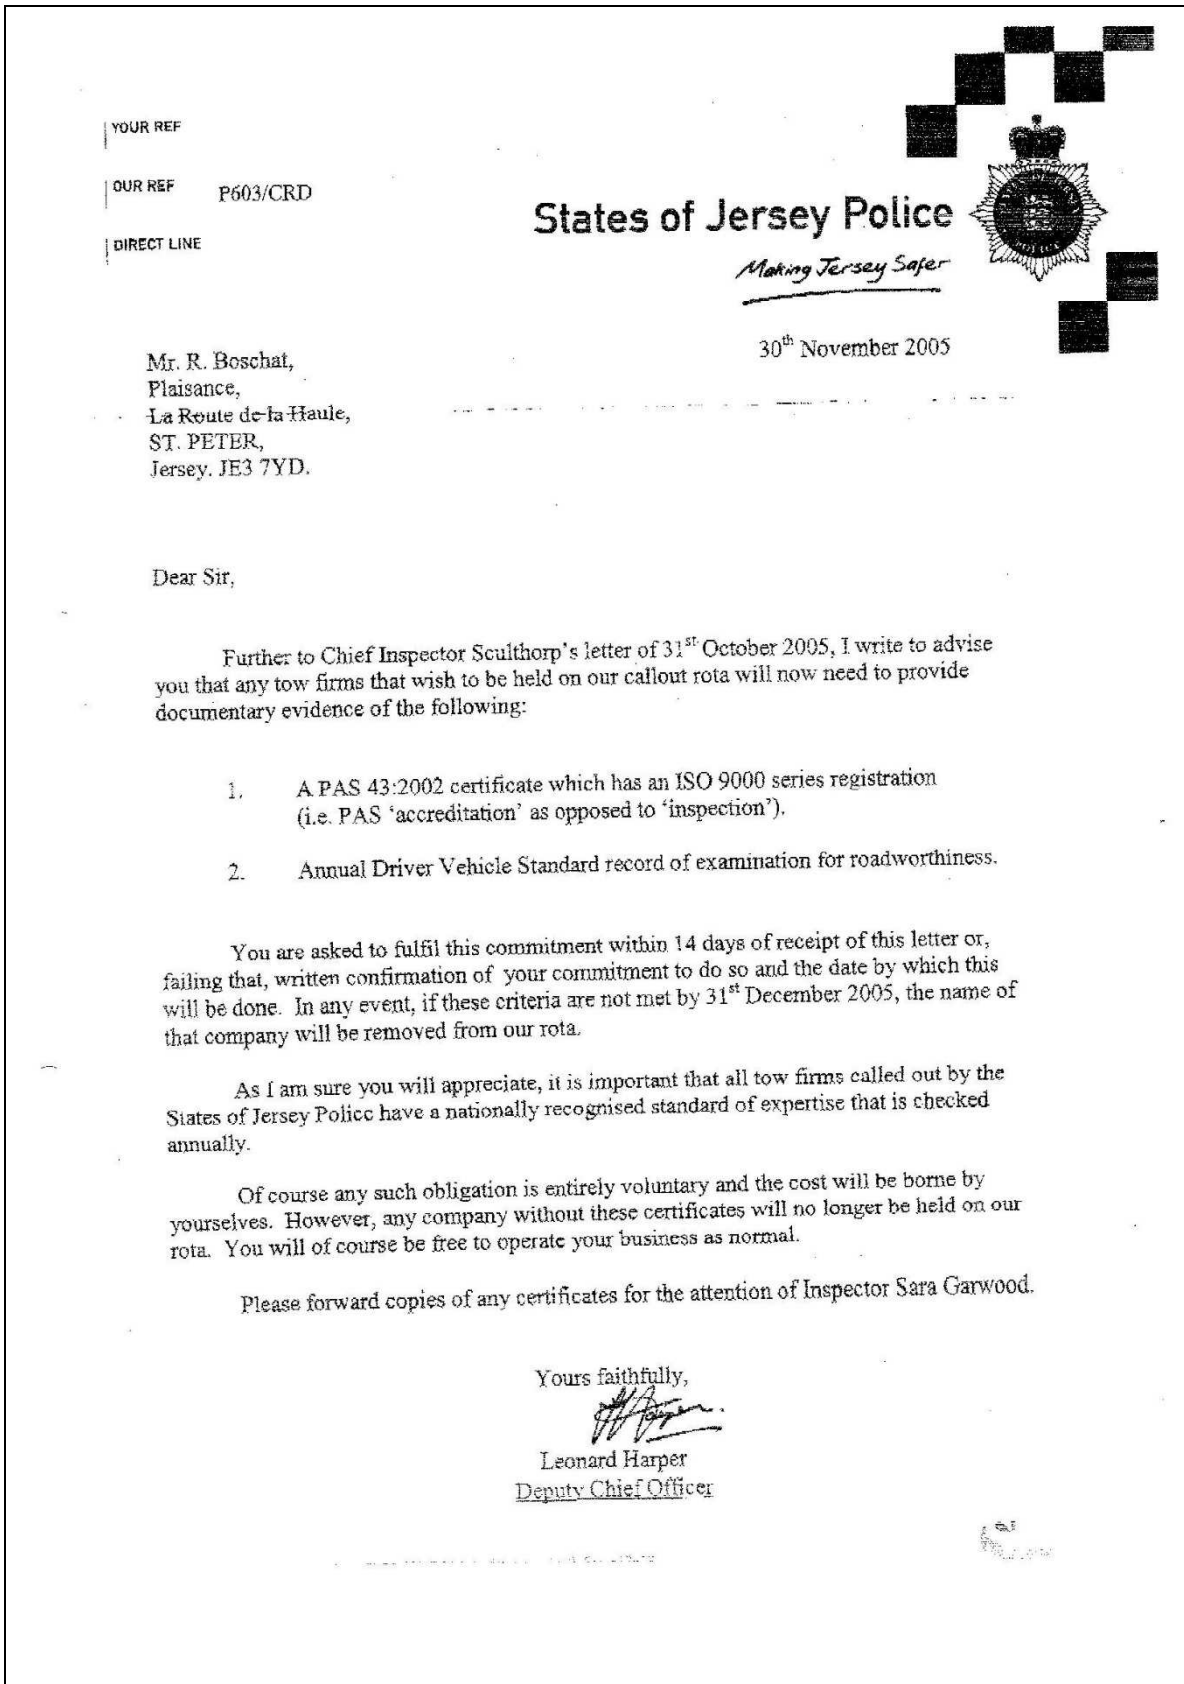 YOUR REF
OUR REF P603/CRD
DIRECT LINE
States of Jersey Police
Making Jersey Safer
30th November 2005
Mr. R. Boschat,
Plaisance,
La Route de la Haule,
ST. PETER,
Jersey. JE3 7YD.
Dear Sir,
Further to Chief Inspector Sculthorp's letter of 31st October 2005, I write to advise
you that any tow firms that wish to be held on our callout rota will now need to provide
documentary evidence of the following:
1. A PAS 43:2002 certificate which has an ISO 9000 series registration
(i.e. PAS 'accreditation' as opposed to 'inspection').
2. Annual Driver Vehicle Standard record of examination for roadworthiness.
You are asked to fulfil this commitment within 14 days of receipt of this letter or,
failing that, written confirmation of your commitment to do so and the date by which this
will be done. In any event, if these criteria are not met by 31st December 2005, the name of
that company will be removed from our rota.
As I am sure you will appreciate, it is important that all tow firms called out by the
States of Jersey Police have a nationally recognised standard of expertise that is checked
annually.
Of course any such obligation is entirely voluntary and the cost will be borne by
yourselves. However, any company without these certificates will no longer be held on our
rota. You will of course be free to operate your business as normal.
Please forward copies of any certificates for the attention of Inspector Sara Garwood.
Yours faithfully,
Leonard Harper
Deputy Chief Officer